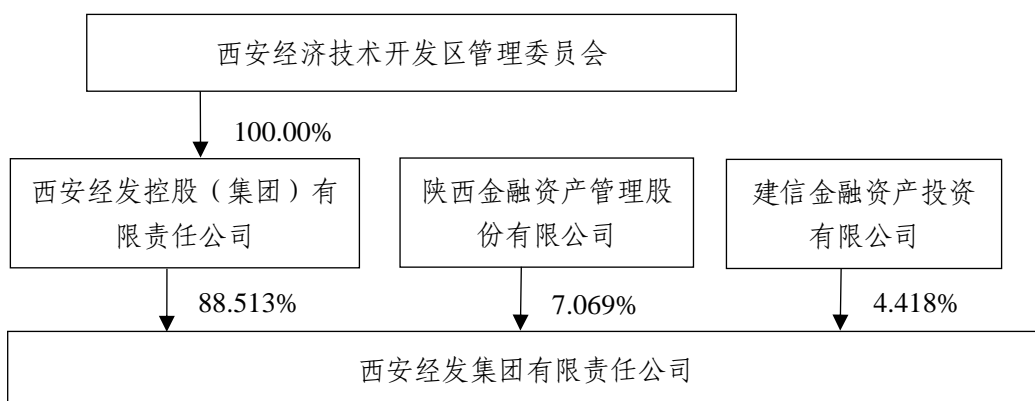 西安经济技术开发区管理委员会
100.00%
西安经发控股（集团）有
限责任公司
陕西金融资产管理股
份有限公司
建信金融资产投资
有限公司
88.513%
7.069%
4.418%
西安经发集团有限责任公司